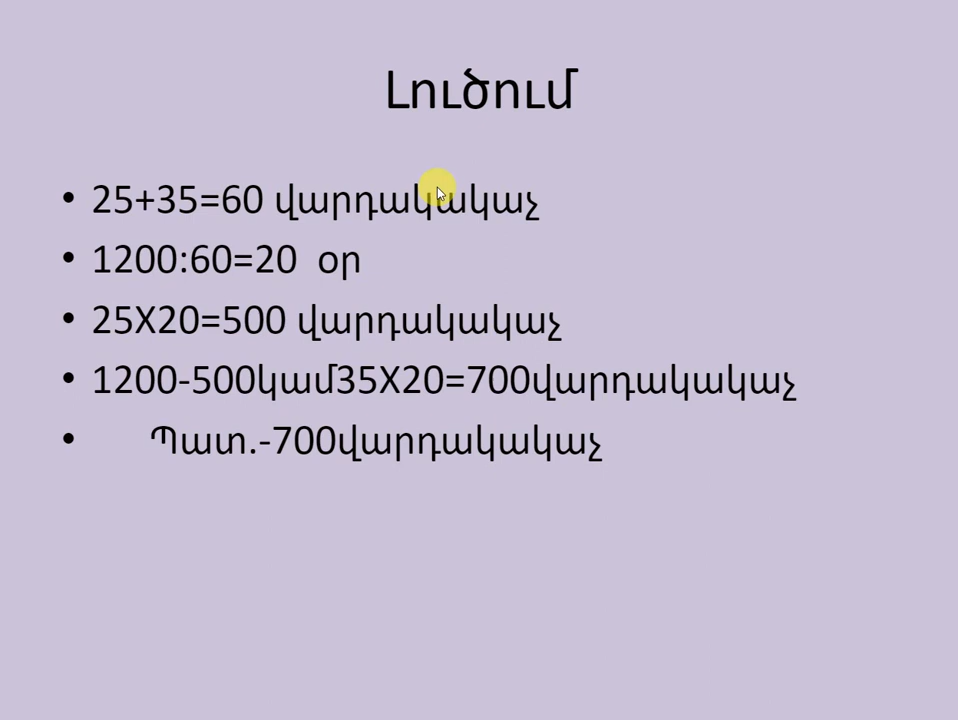 Լուծում
• 25+35=60 վարդակակաչ
• 1200:60=20 օր
• 25X20=500 վարդակակաչ
• 1200-500կամ35X20=700վարդակակաչ
• Պատ.-700վարդակակաչ